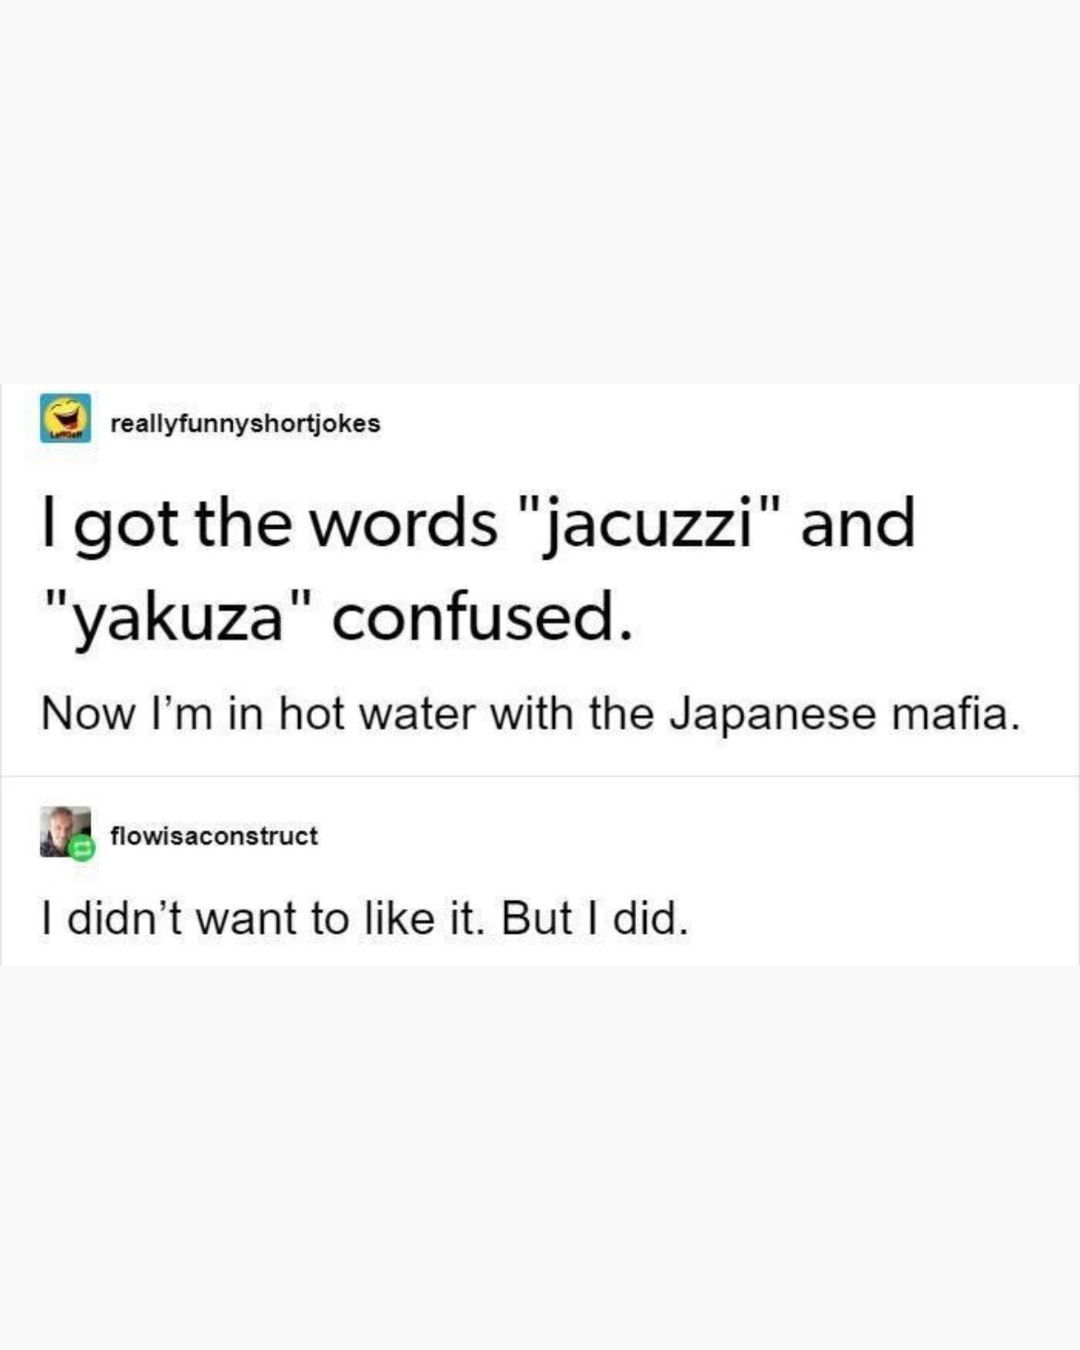 reallyfunnyshortjokes
I got the words "jacuzzi" and
"yakuza" confused.
Now I’m in hot water with the Japanese mafia.
flowisaconstruct
I didn’t want to like it. But I did.